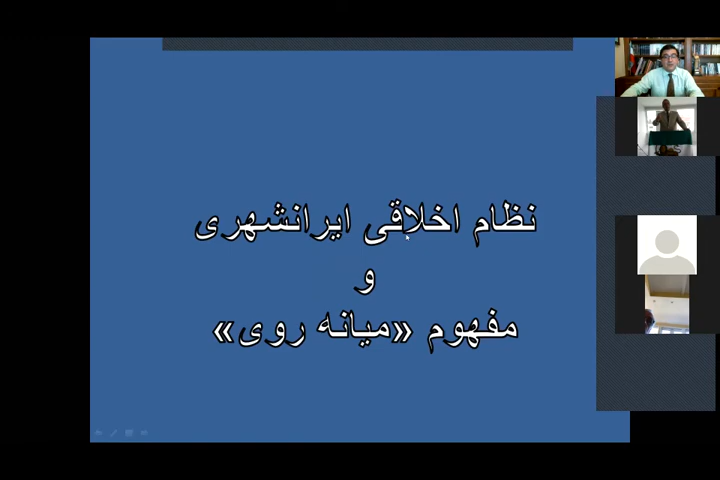 نظام اخلاقی ایرانشهری
و
مفهوم «میانه روی»